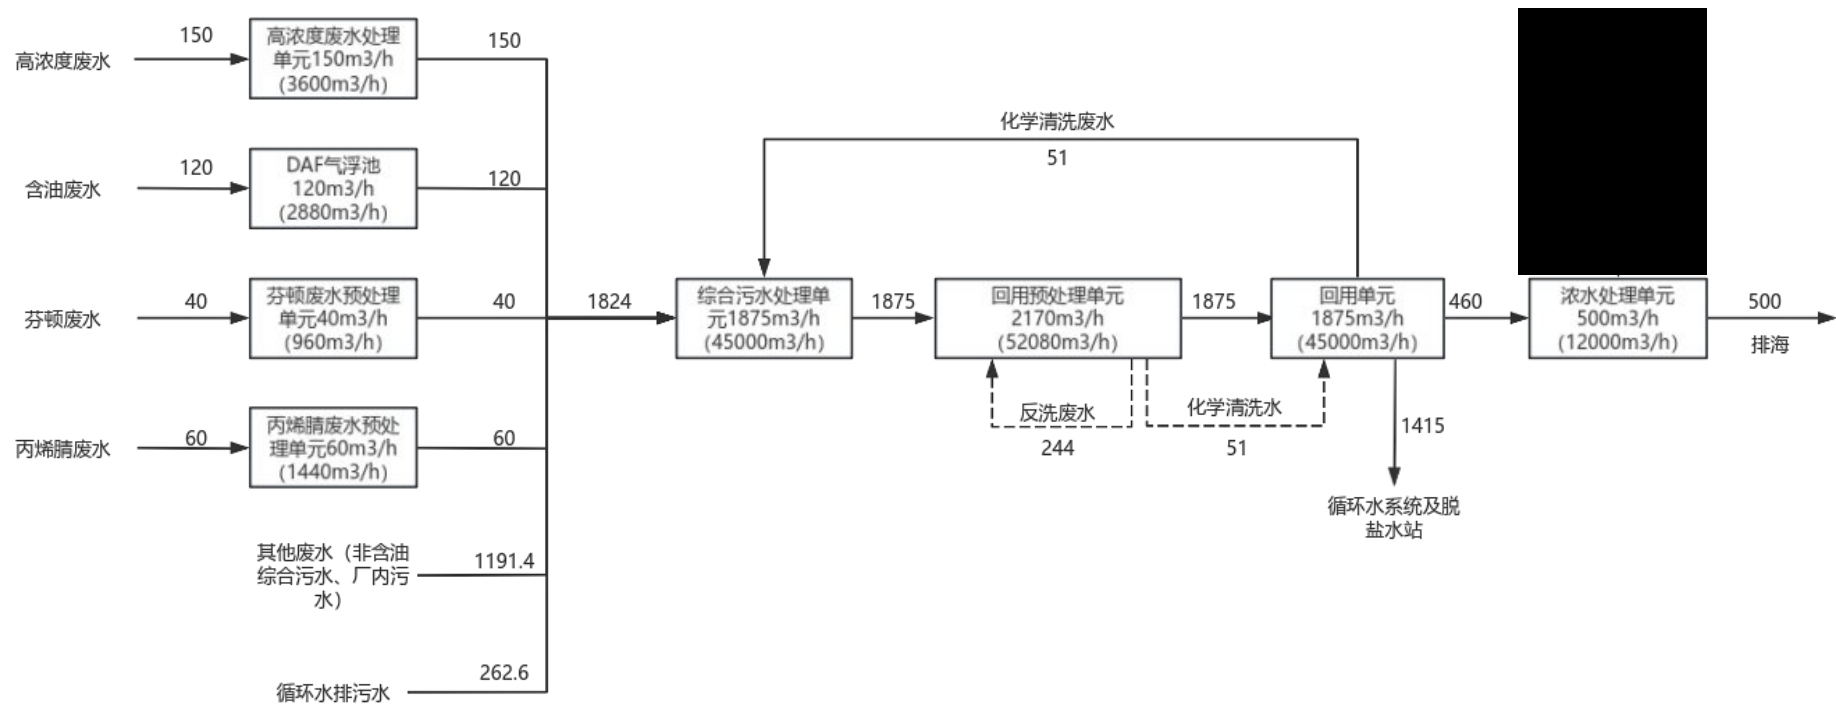 高浓度废水
150
高浓度废水处理
单元150m3/h
(3600m3/h)
150
含油废水
120
DAF气浮池
120m3/h
(2880m3/h)
120
芬顿废水
40
芬顿废水预处理
单元40m3/h
(960m3/h)
40
丙烯腈废水
60
丙烯腈废水预处
理单元60m3/h
(1440m3/h)
60
其他废水（非含油
综合污水、厂内污
水）
1191.4
循环水排污水
262.6
1824
化学清洗废水
51
综合污水处理单
元1875m3/h
(45000m3/h)
1875
回用预处理单元
2170m3/h
(52080m3/h)
1875
回用单元
1875m3/h
(45000m3/h)
460
浓水处理单元
500m3/h
(12000m3/h)
500
排海
反洗废水
244
化学清洗水
51
1415
循环水系统及脱
盐水站